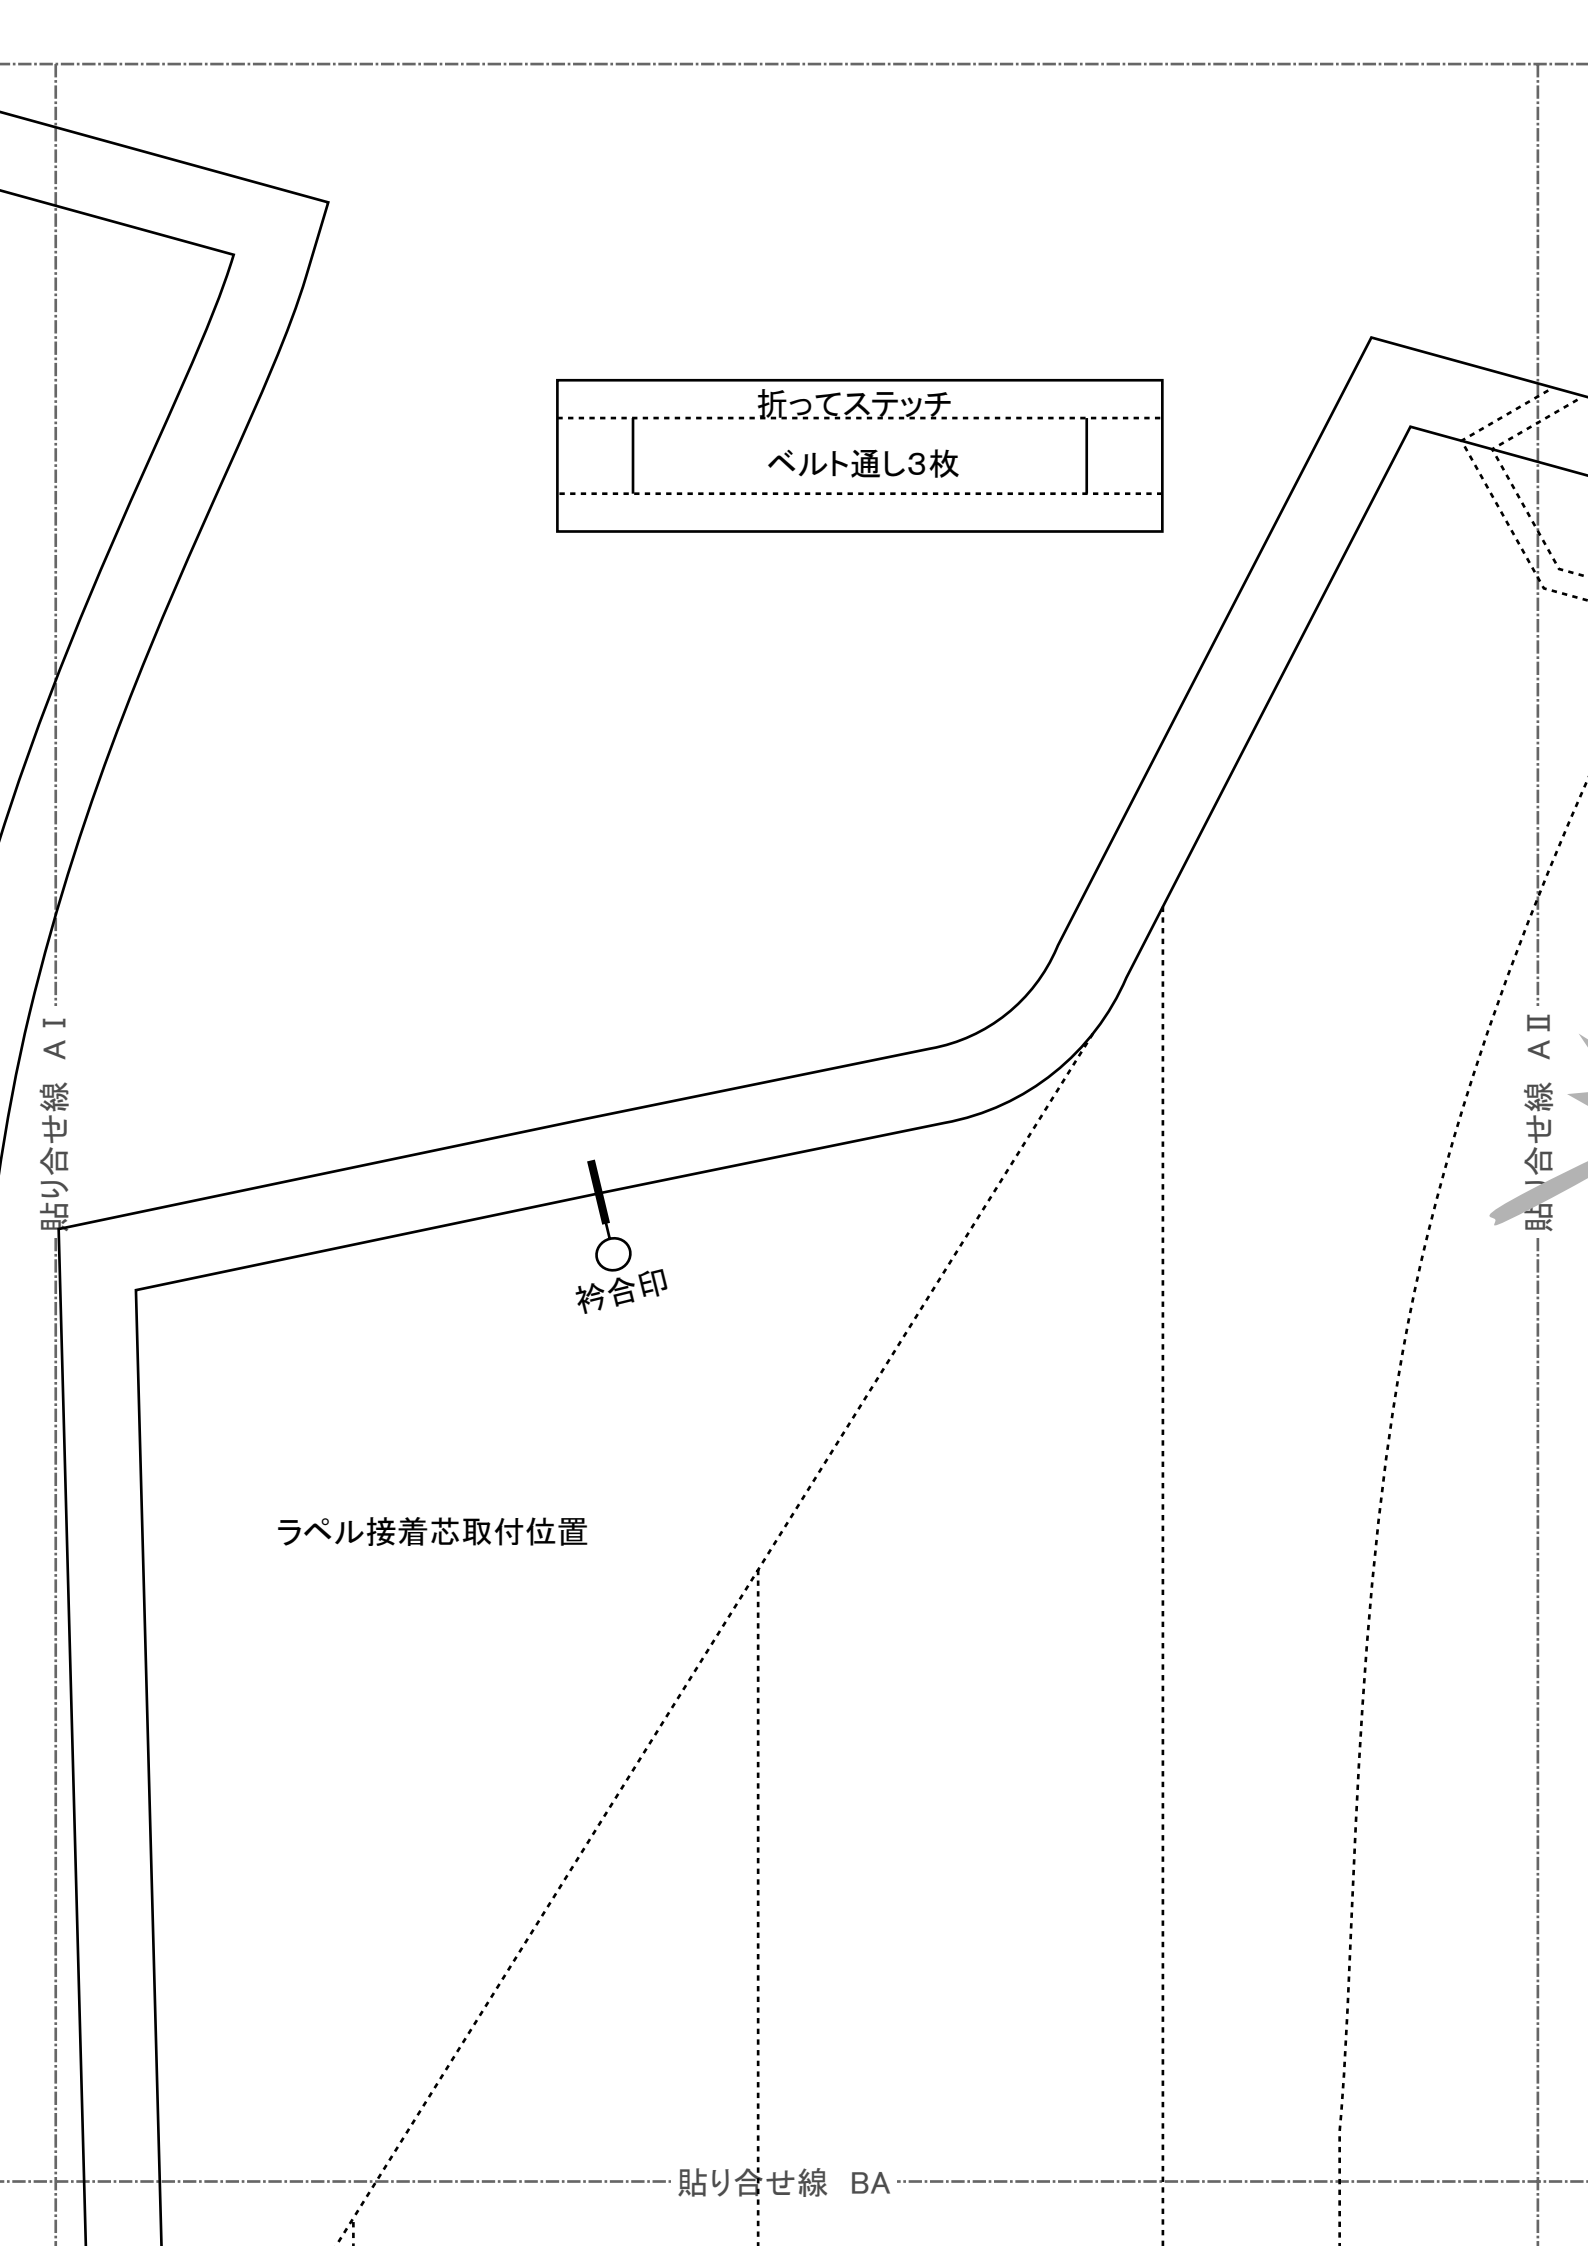 折ってステッチ
ベルト通し3枚
貼り合せ線 AⅠ
貼り合せ線 AⅡ
衿合印
ラペル接着芯取付位置
貼り合せ線 BA